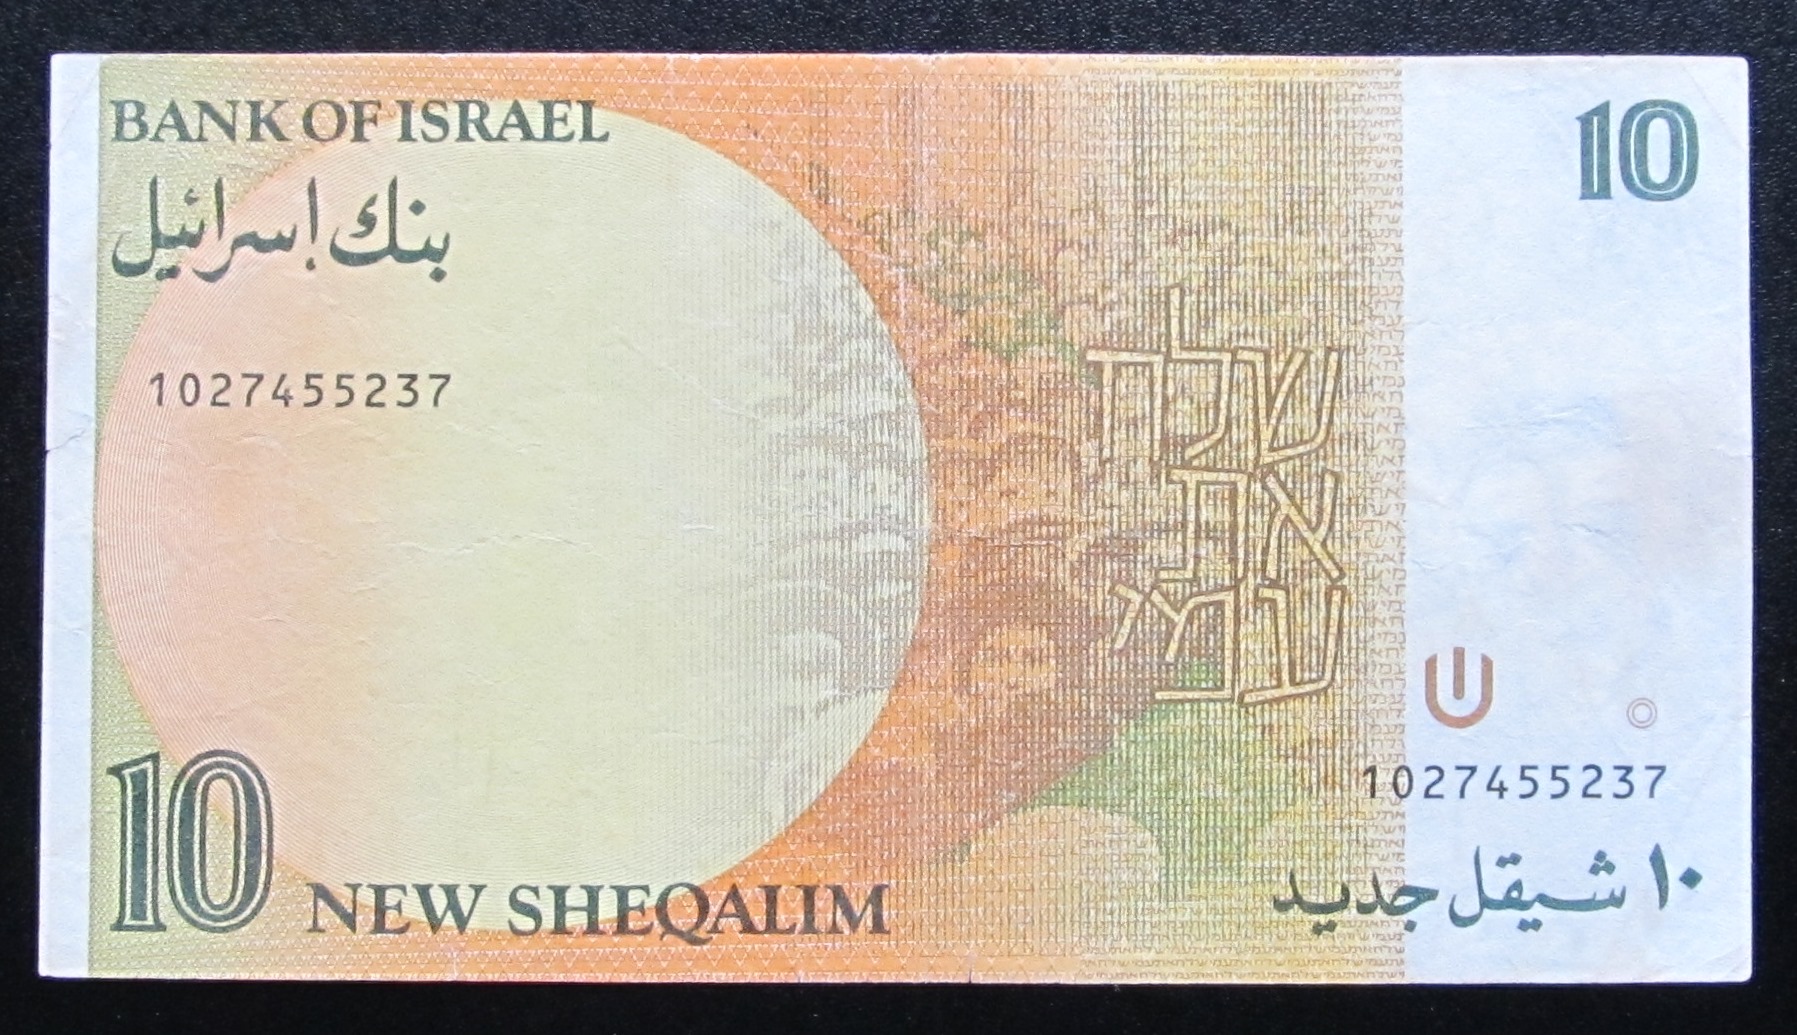 BANK OF ISRAEL
10
بنك إسرائيل
1027455237
שלח
את
עמי
1027455237
10 NEW SHEQALIM
١٠ شيقل جديد